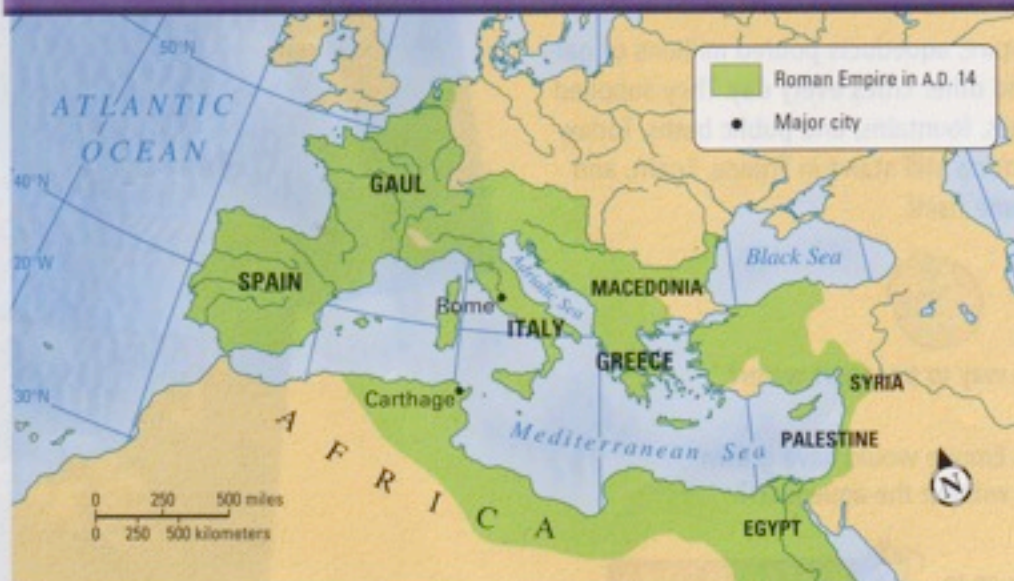 50°N
ATLANTIC
OCEAN
40°N
20°W
30°N
Roman Empire in A.D. 14
Major city
GAUL
SPAIN
Rome
ITALY
Adriatic Sea
MACEDONIA
Black Sea
GREECE
SYRIA
Carthage
AFRICA
Mediterranean Sea
PALESTINE
EGYPT
N
0 250 500 miles
0 250 500 kilometers